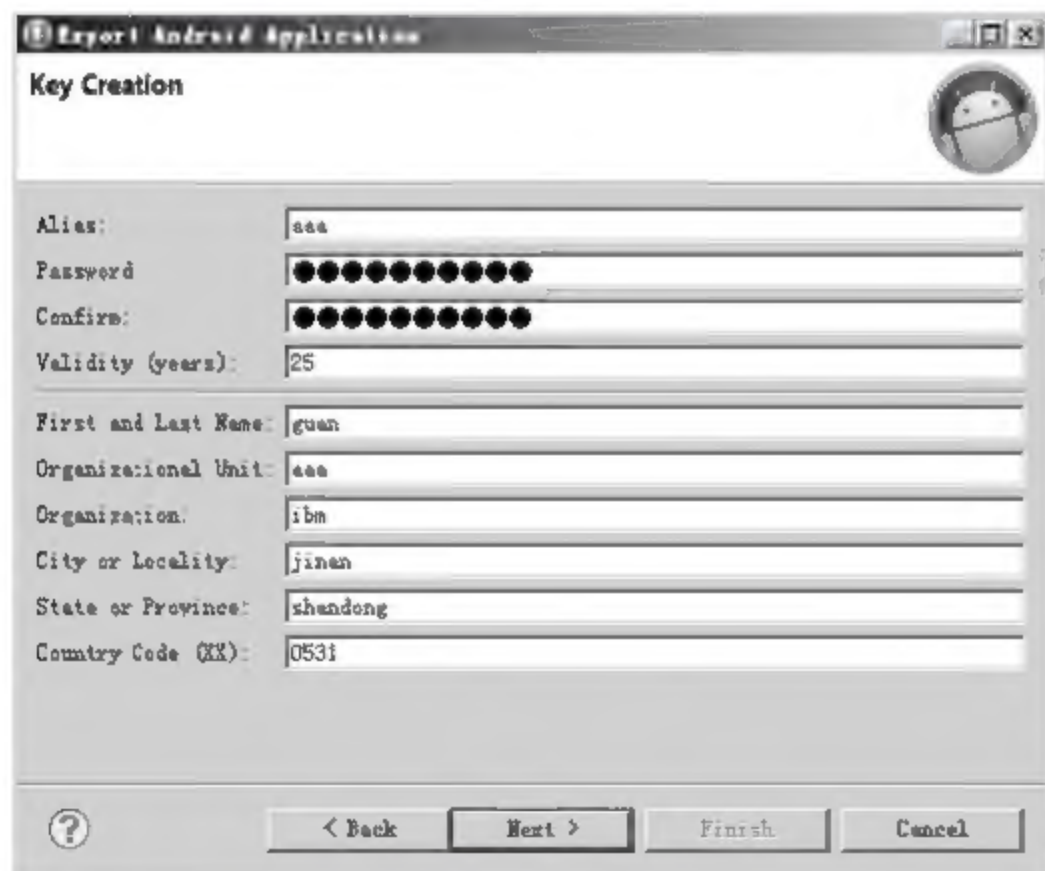 Export Android Application
Key Creation
Alias: aaa
Password ●●●●●●●●●●
Confirm: ●●●●●●●●●●
Validity (years): 25
First and Last Name: guan
Organizational Unit: aaa
Organization: ibm
City or Locality: jinan
State or Province: shandong
Country Code (XX): 0531
?
< Back Next > Finish Cancel